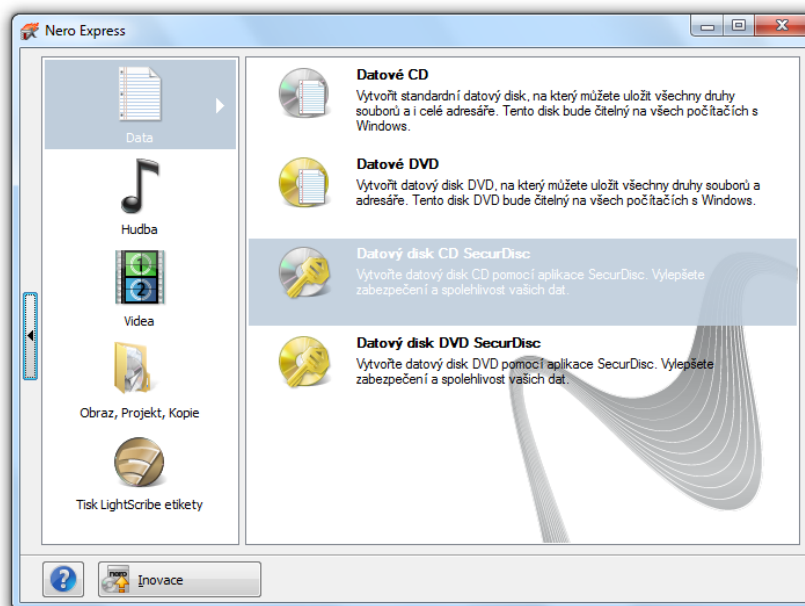 Nero Express
Data
Hudba
1
2
Videa
Obraz, Projekt, Kopie
Tisk LightScribe etikety
Datové CD
Vytvořit standardní datový disk, na který můžete uložit všechny druhy
souborů a i celé adresáře. Tento disk bude čitelný na všech počítačích s
Windows.
Datové DVD
Vytvořit datový disk DVD, na který můžete uložit všechny druhy souborů a
adresáře. Tento disk DVD bude čitelný na všech počítačích s Windows.
Datový disk CD SecurDisc
Vytvořte datový disk CD pomocí aplikace SecurDisc. Vylepšete
zabezpečení a spolehlivost vašich dat.
Datový disk DVD SecurDisc
Vytvořte datový disk DVD pomocí aplikace SecurDisc. Vylepšete
zabezpečení a spolehlivost vašich dat.
?
nero
Inovace